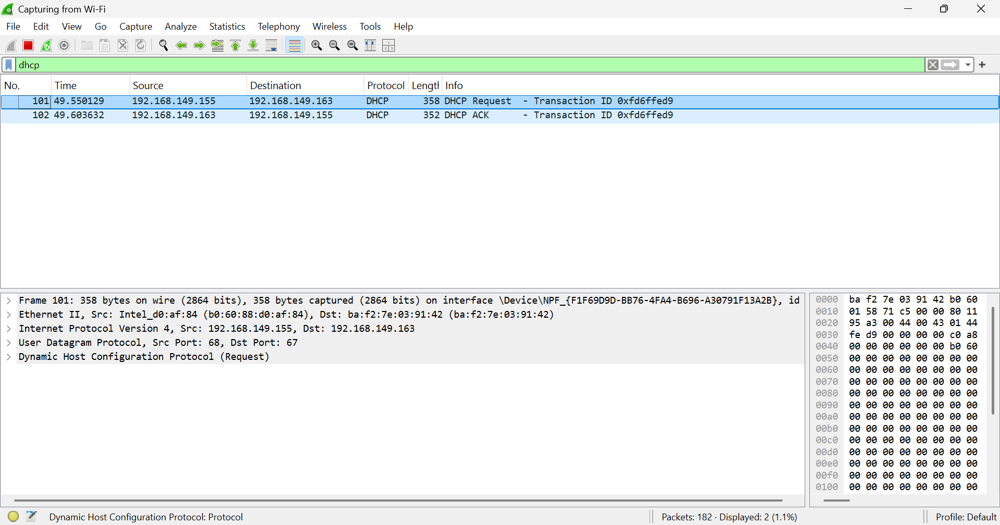 Capturing from Wi-Fi
File Edit View Go Capture Analyze Statistics Telephony Wireless Tools Help
dhcp
No. Time Source Destination Protocol Length Info
101 49.550129 192.168.149.155 192.168.149.163 DHCP 358 DHCP Request - Transaction ID 0xfd6ffed9
102 49.603632 192.168.149.163 192.168.149.155 DHCP 352 DHCP ACK - Transaction ID 0xfd6ffed9
Frame 101: 358 bytes on wire (2864 bits), 358 bytes captured (2864 bits) on interface \Device\NPF_{F1F69D9D-BB76-4FA4-B696-A30791F13A2B}, id
Ethernet II, Src: Intel_d0:af:84 (b0:60:88:d0:af:84), Dst: ba:f2:7e:03:91:42 (ba:f2:7e:03:91:42)
Internet Protocol Version 4, Src: 192.168.149.155, Dst: 192.168.149.163
User Datagram Protocol, Src Port: 68, Dst Port: 67
Dynamic Host Configuration Protocol (Request)
0000 ba f2 7e 03 91 42 b0 60
0010 01 58 71 c5 00 00 80 11
0020 95 a3 00 44 00 43 01 44
0030 fe d9 00 00 00 00 c0 a8
0040 00 00 00 00 00 00 b0 60
0050 00 00 00 00 00 00 00 00
0060 00 00 00 00 00 00 00 00
0070 00 00 00 00 00 00 00 00
0080 00 00 00 00 00 00 00 00
0090 00 00 00 00 00 00 00 00
00a0 00 00 00 00 00 00 00 00
00b0 00 00 00 00 00 00 00 00
00c0 00 00 00 00 00 00 00 00
00d0 00 00 00 00 00 00 00 00
00e0 00 00 00 00 00 00 00 00
00f0 00 00 00 00 00 00 00 00
0100 00 00 00 00 00 00 00 00
Dynamic Host Configuration Protocol: Protocol
Packets: 182 · Displayed: 2 (1.1%)
Profile: Default